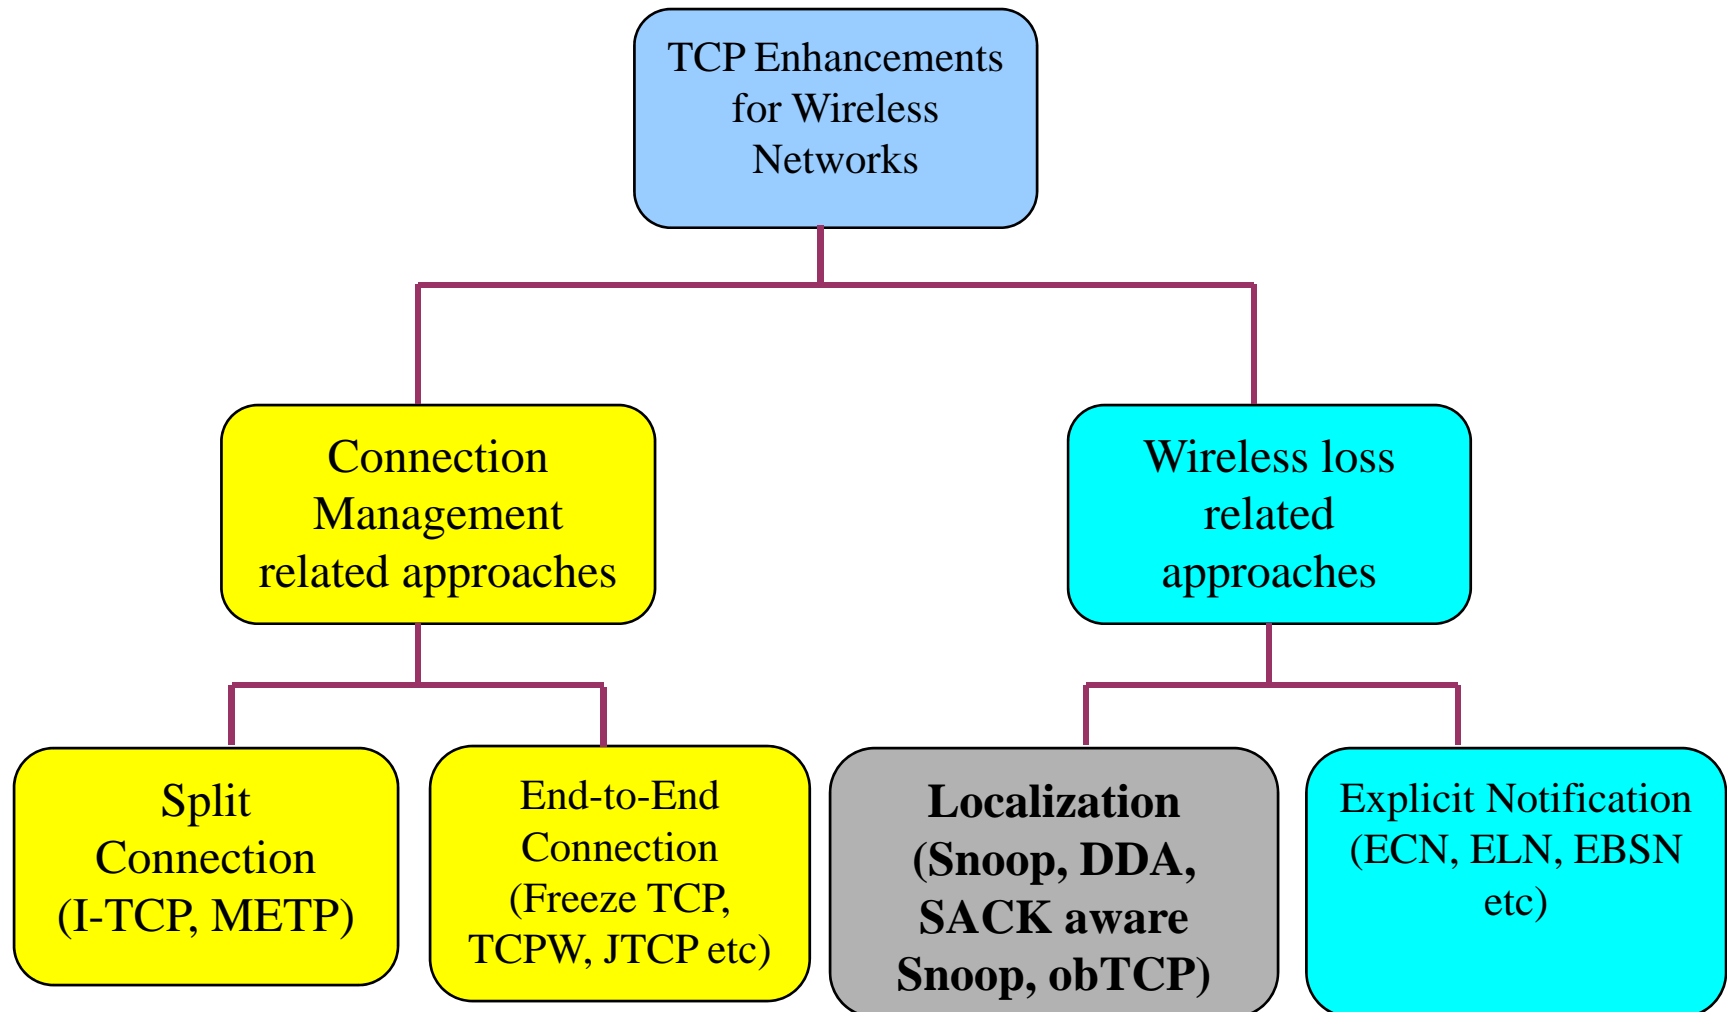 TCP Enhancements
for Wireless
Networks
Connection
Management
related approaches
Wireless loss
related
approaches
Split
Connection
(I-TCP, METP)
End-to-End
Connection
(Freeze TCP,
TCPW, JTCP etc)
Localization
(Snoop, DDA,
SACK aware
Snoop, obTCP)
Explicit Notification
(ECN, ELN, EBSN
etc)